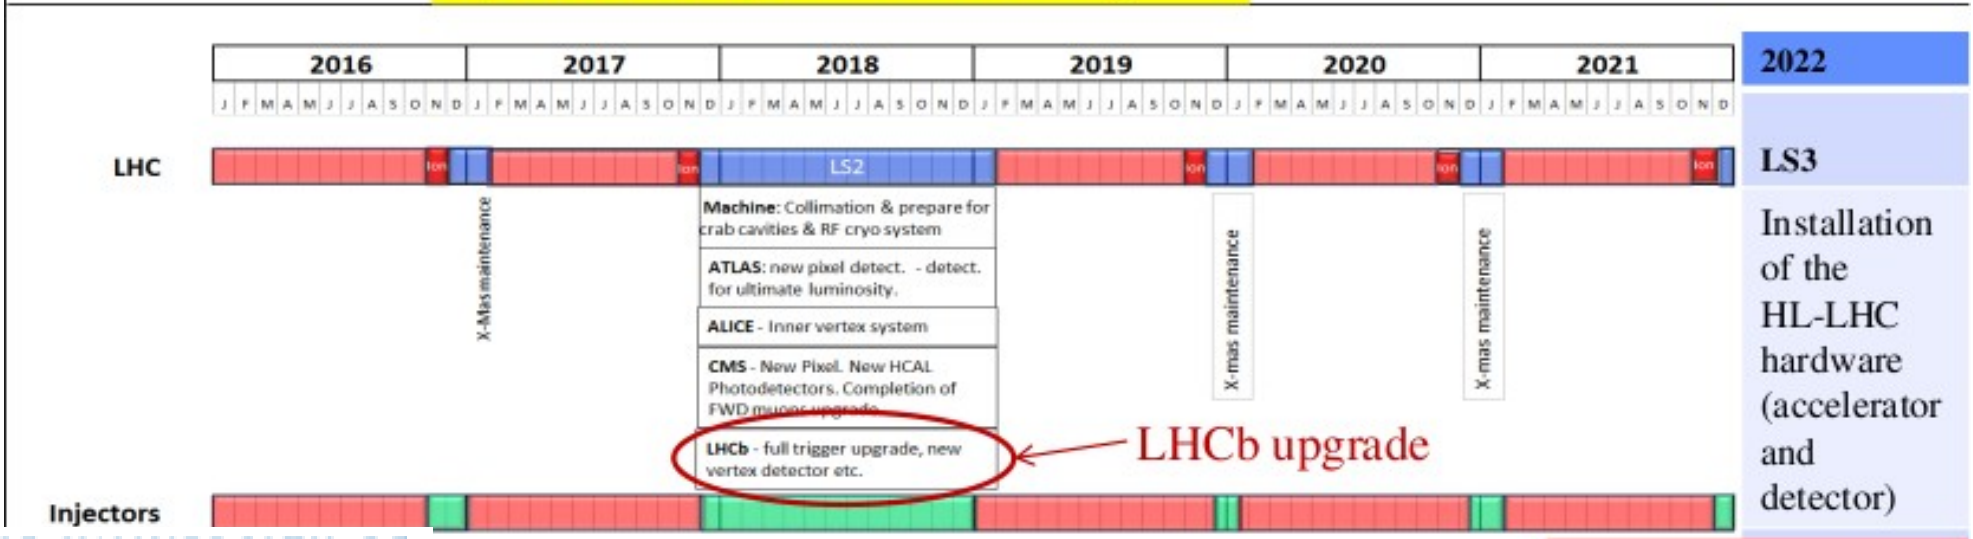 2016 2017 2018 2019 2020 2021 2022
J F M A M J J A S O N D J F M A M J J A S O N D J F M A M J J A S O N D J F M A M J J A S O N D J F M A M J J A S O N D J F M A M J J A S O N D
LHC Ion Ion LS2 Ion Ion Ion LS3
X-Mas maintenance
Machine: Collimation & prepare for
crab cavities & RF cryo system
ATLAS: new pixel detect. - detect.
for ultimate luminosity.
ALICE - Inner vertex system
CMS - New Pixel. New HCAL
Photodetectors. Completion of
FWD muons upgrade
LHCb - full trigger upgrade, new
vertex detector etc.
LHCb upgrade
X-mas maintenance
X-mas maintenance
Installation
of the
HL-LHC
hardware
(accelerator
and
detector)
Injectors